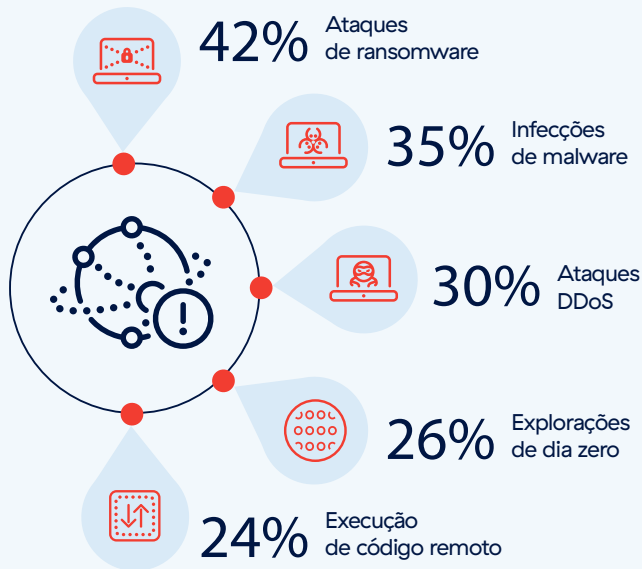 42%
Ataques
de ransomware
35%
Infecções
de malware
30%
Ataques
DDoS
26%
Explorações
de dia zero
24%
Execução
de código remoto